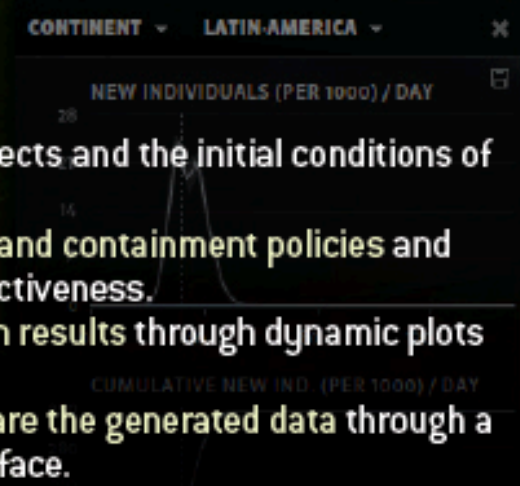 CONTINENT LATIN-AMERICA
NEW INDIVIDUALS (PER 1000) / DAY
28
ects and the initial conditions of
14
and containment policies and
ctiveness.
n results through dynamic plots
CUMULATIVE NEW IND. (PER 1000) / DAY
are the generated data through a
face.